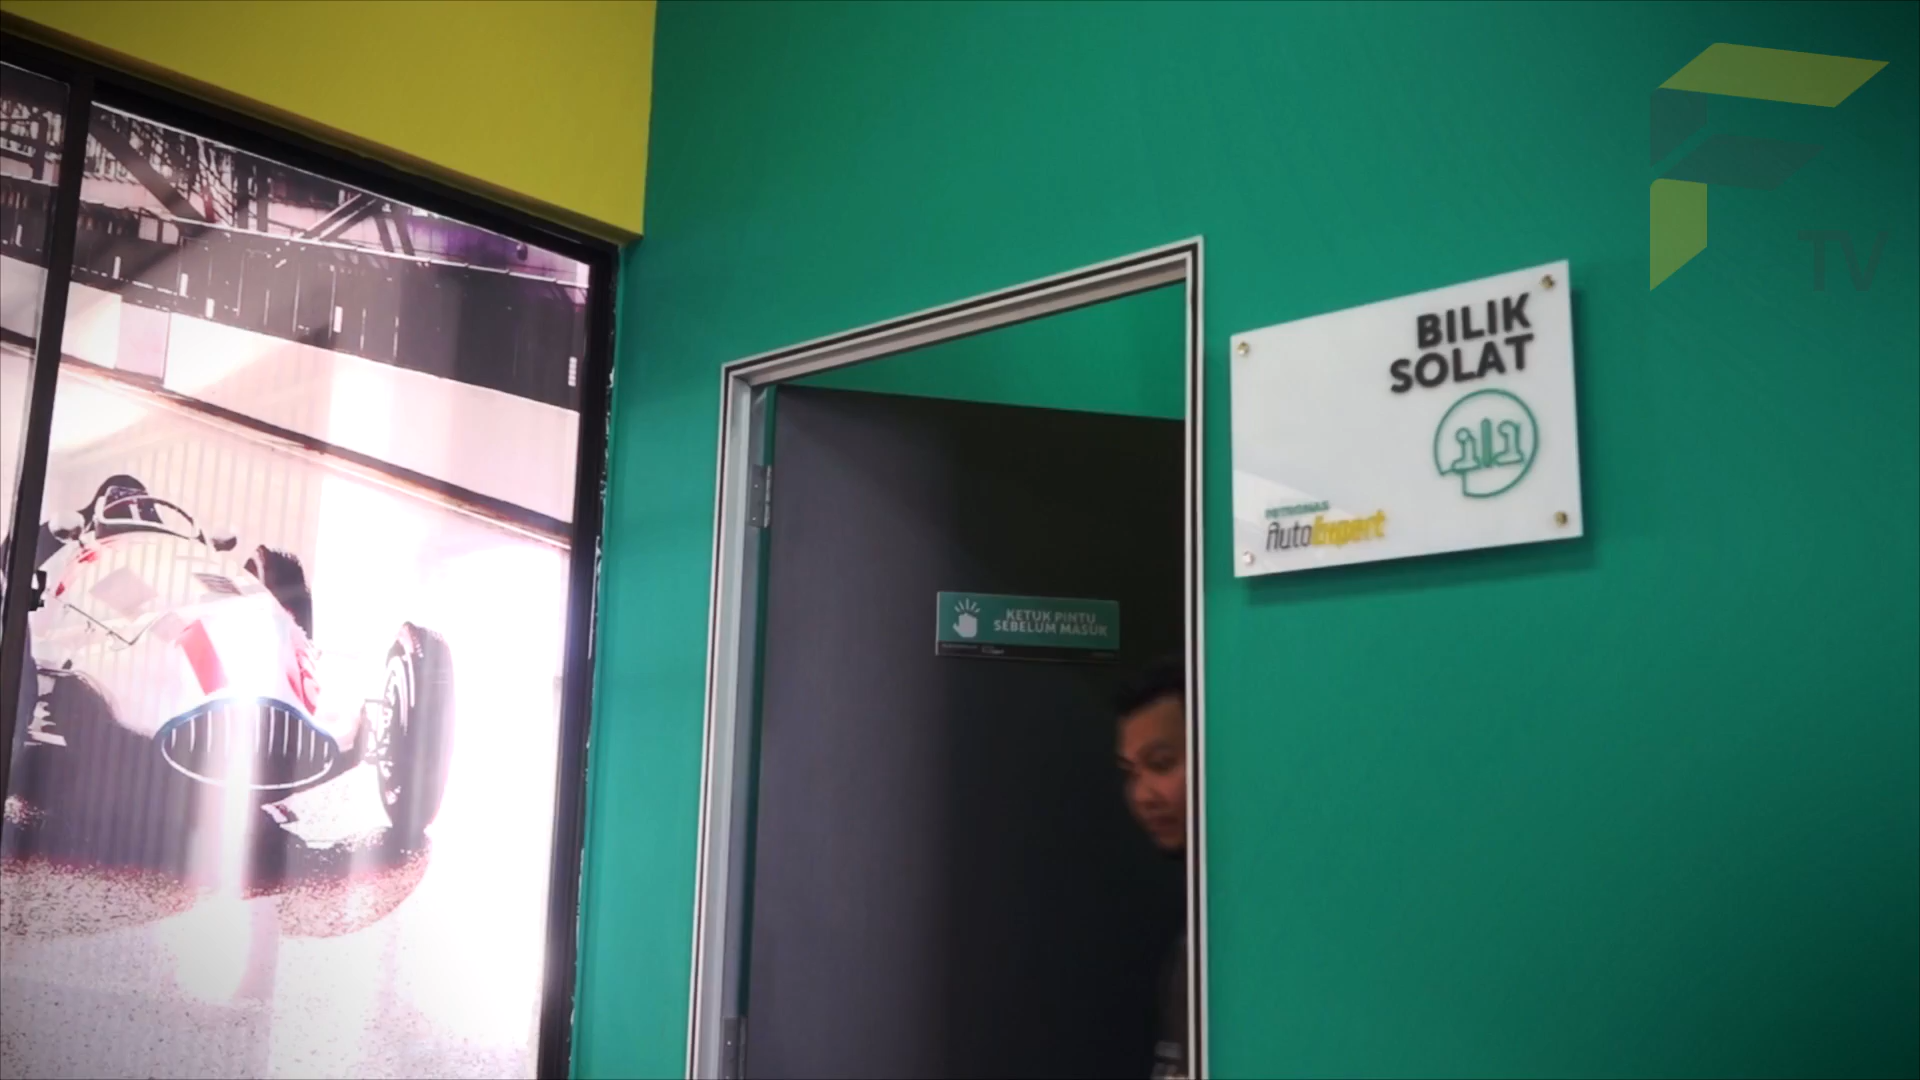 TV
BILIK
SOLAT
PETRONAS
AutoExpert
KETUK PINTU
SEBELUM MASUK